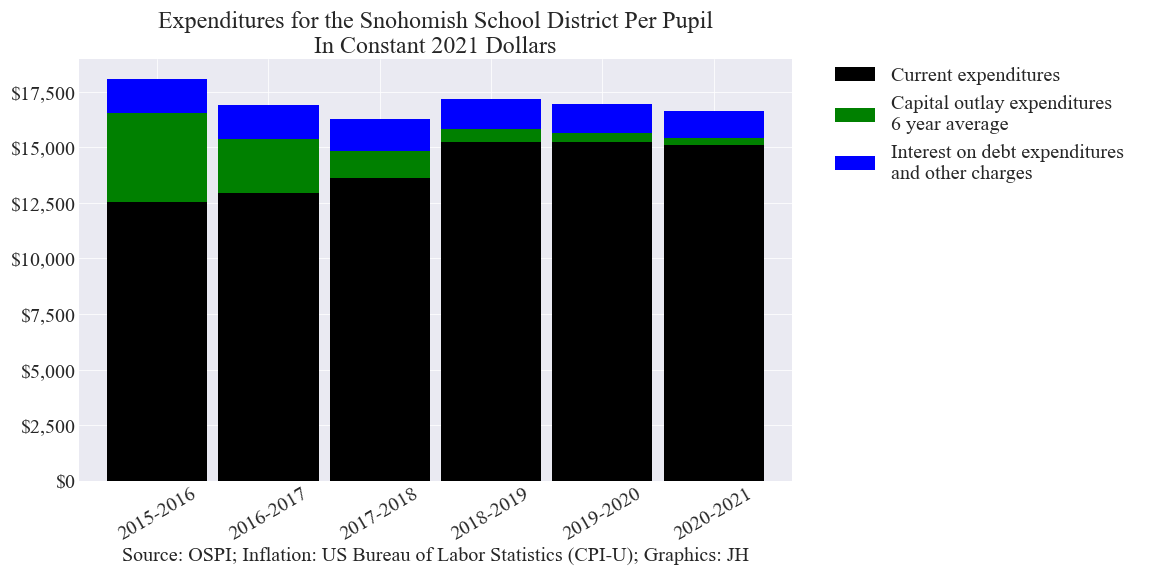 Expenditures for the Snohomish School District Per Pupil
In Constant 2021 Dollars
$17,500
$15,000
$12,500
$10,000
$7,500
$5,000
$2,500
$0
2015-2016
2016-2017
2017-2018
2018-2019
2019-2020
2020-2021
Source: OSPI; Inflation: US Bureau of Labor Statistics (CPI-U); Graphics: JH
Current expenditures
Capital outlay expenditures
6 year average
Interest on debt expenditures
and other charges